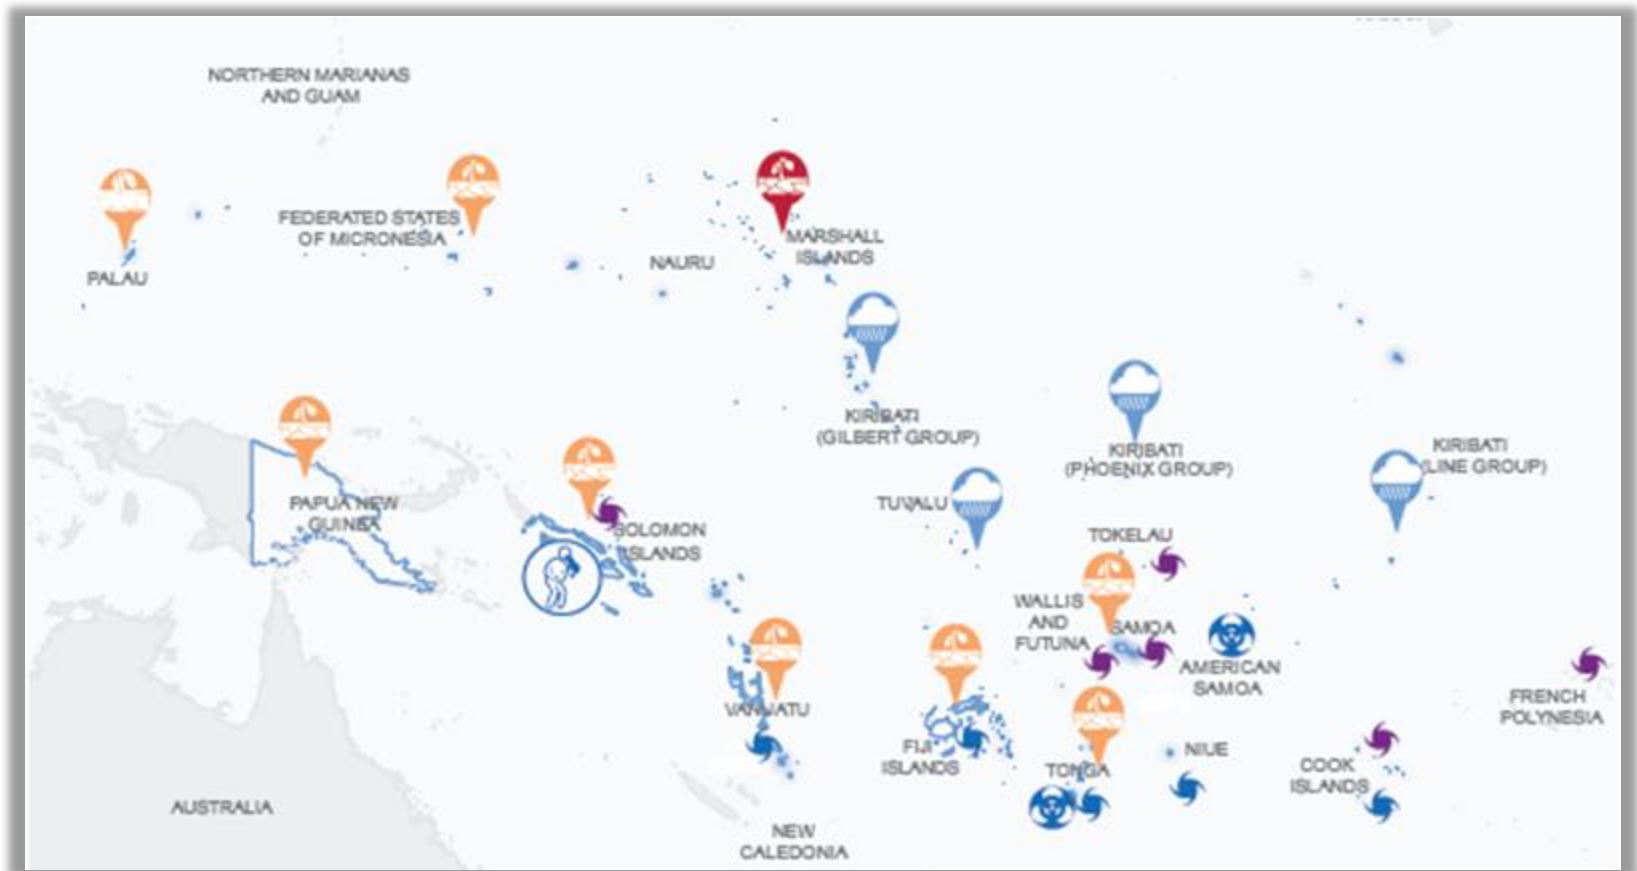 NORTHERN MARIANAS
AND GUAM
FEDERATED STATES
OF MICRONESIA
PALAU
NAURU
MARSHALL
ISLANDS
KIRIBATI
(GILBERT GROUP)
KIRIBATI
(PHOENIX GROUP)
KIRIBATI
(LINE GROUP)
PAPUA NEW
GUINEA
SOLOMON
ISLANDS
TUVALU
TOKELAU
WALLIS
AND
FUTUNA
SAMOA
AMERICAN
SAMOA
FRENCH
POLYNESIA
VANUATU
FIJI
ISLANDS
TONGA
NIUE
COOK
ISLANDS
AUSTRALIA
NEW
CALEDONIA